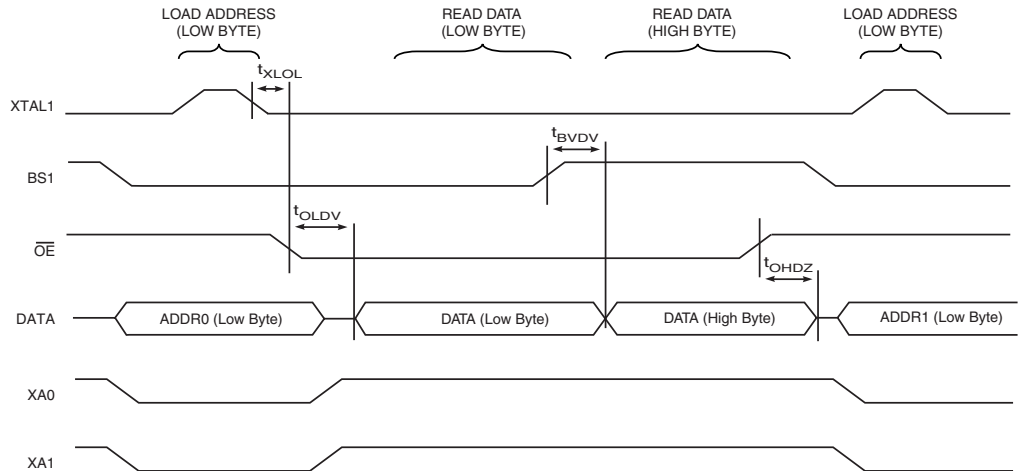 LOAD ADDRESS
(LOW BYTE)
READ DATA
(LOW BYTE)
READ DATA
(HIGH BYTE)
LOAD ADDRESS
(LOW BYTE)
tXLOL
XTAL1
tBVDV
BS1
tOLDV
OE
tOHDZ
DATA
ADDR0 (Low Byte)
DATA (Low Byte)
DATA (High Byte)
ADDR1 (Low Byte)
XA0
XA1